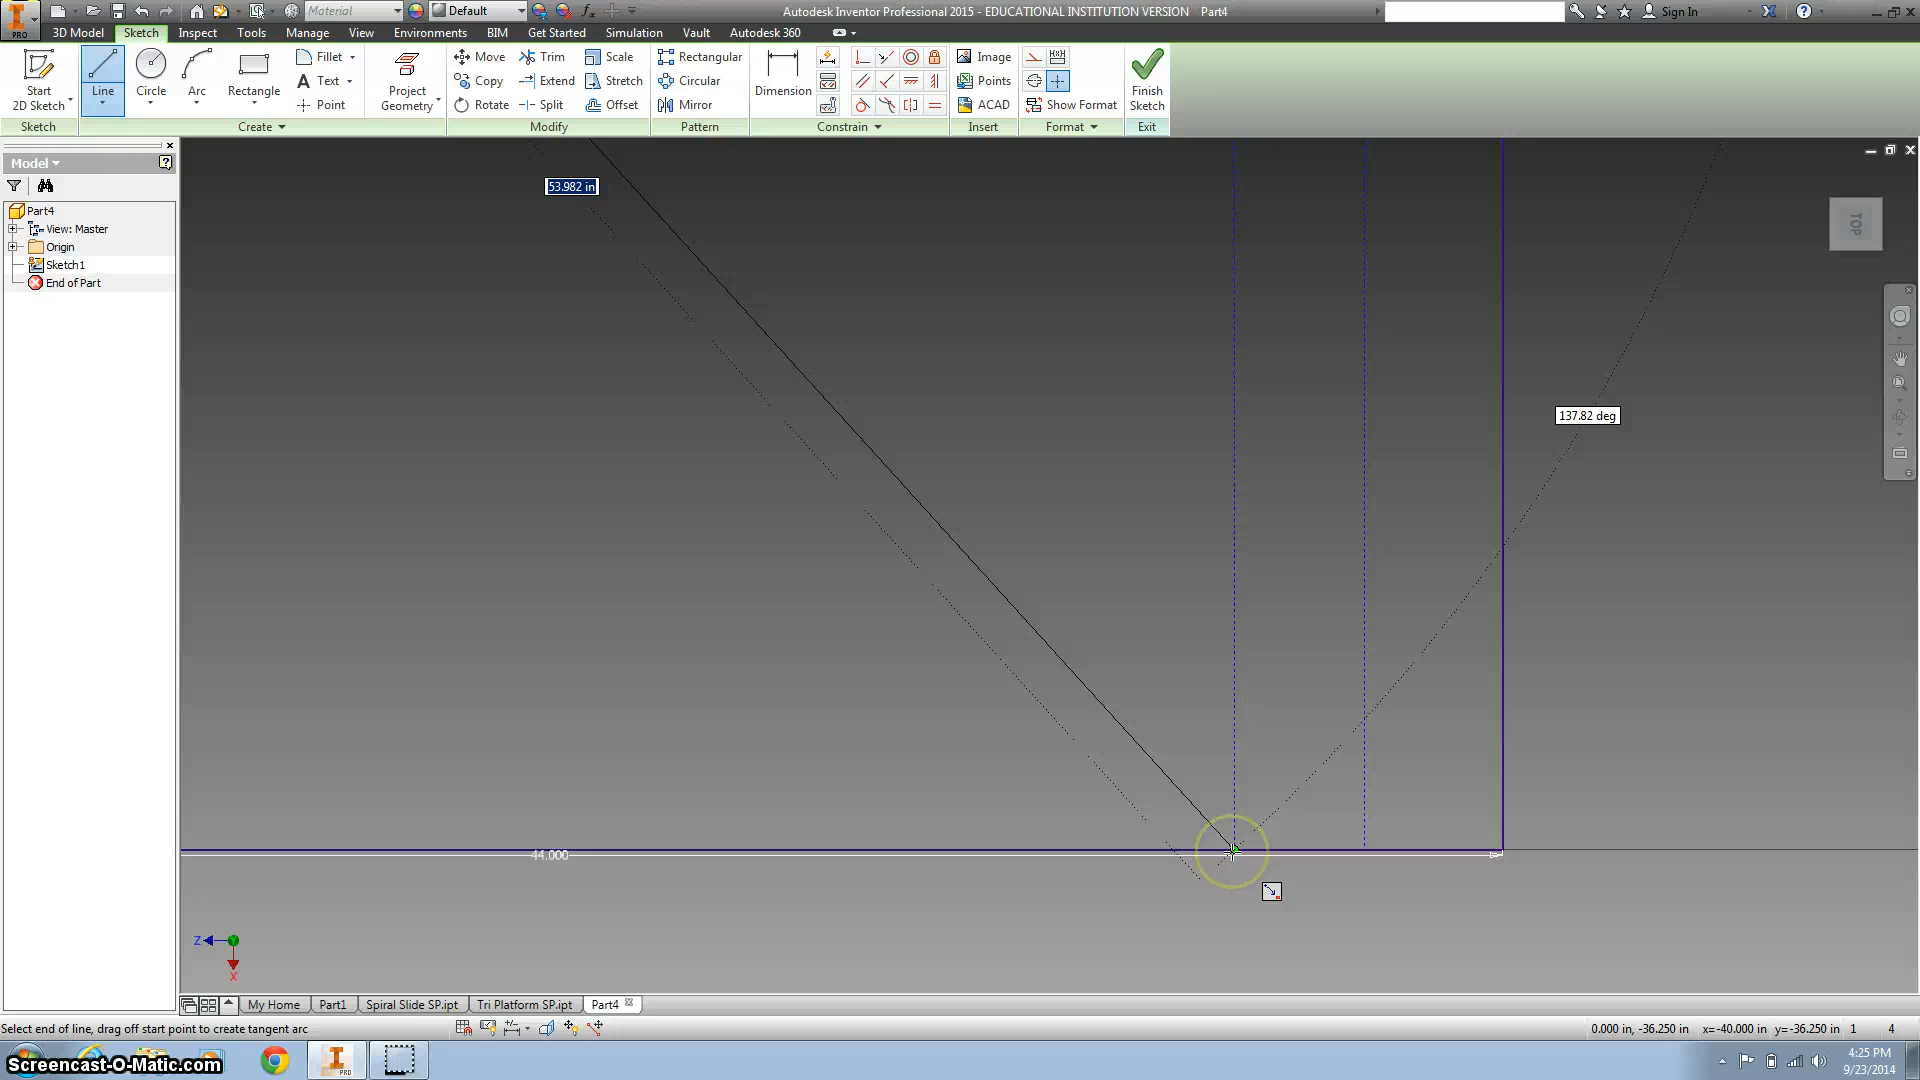 Material Default Autodesk Inventor Professional 2015 - EDUCATIONAL INSTITUTION VERSION Part4 Sign In
PRO 3D Model Sketch Inspect Tools Manage View Environments BIM Get Started Simulation Vault Autodesk 360
Start 2D Sketch
Line
Circle
Arc
Rectangle
Fillet
Text
Point
Project Geometry
Move Trim Scale
Copy Extend Stretch
Rotate Split Offset
Rectangular
Circular
Mirror
Dimension
Image
Points
ACAD
Show Format
Finish Sketch
Sketch Create Modify Pattern Constrain Insert Format Exit
Model
Part4
View: Master
Origin
Sketch1
End of Part
53.982 in
TOP
137.82 deg
44.000
Z
X
My Home Part1 Spiral Slide SP.ipt Tri Platform SP.ipt Part4
Select end of line, drag off start point to create tangent arc
0.000 in, -36.250 in x=-40.000 in y=-36.250 in 1 4
Screencast-O-Matic.com
PRO
4:25 PM
9/23/2014